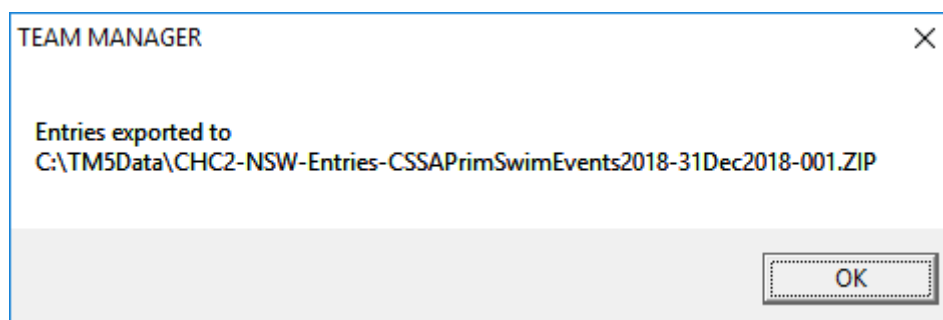 TEAM MANAGER
Entries exported to
C:\TM5Data\CHC2-NSW-Entries-CSSAPrimSwimEvents2018-31Dec2018-001.ZIP
OK